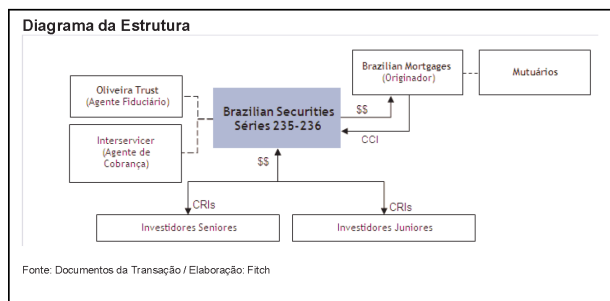 Diagrama da Estrutura
Brazilian Mortgages
(Originador)
Mutuários
Oliveira Trust
(Agente Fiduciário)
Brazilian Securities
Séries 235-236
$$
CCI
Interservicer
(Agente de
Cobrança)
$$
CRIs
CRIs
Investidores Seniores
Investidores Juniores
Fonte: Documentos da Transação / Elaboração: Fitch